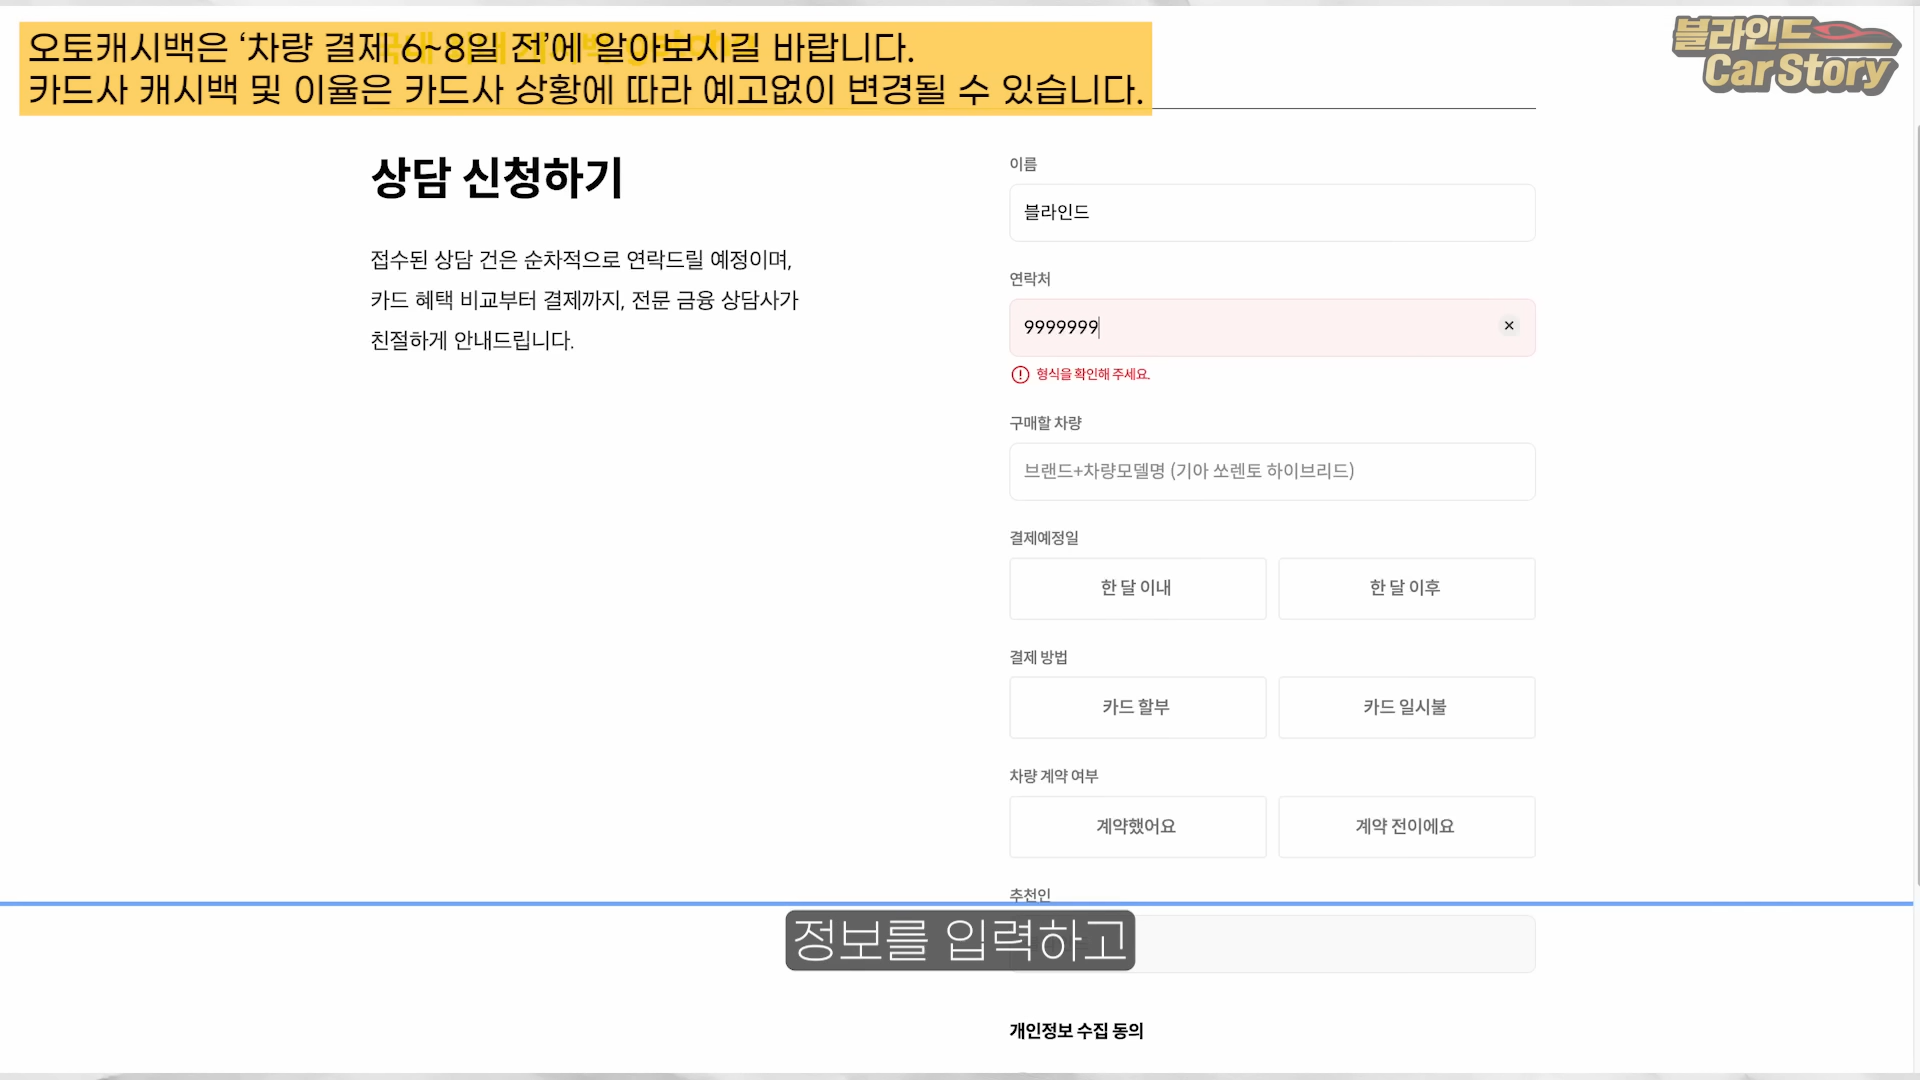 오토캐시백은 ‘차량 결제 6~8일 전’에 알아보시길 바랍니다.
카드사 캐시백 및 이율은 카드사 상황에 따라 예고없이 변경될 수 있습니다.
블라인드
Car Story
상담 신청하기
접수된 상담 건은 순차적으로 연락드릴 예정이며,
카드 혜택 비교부터 결제까지, 전문 금융 상담사가
친절하게 안내드립니다.
이름
블라인드
연락처
9999999
형식을 확인해 주세요.
구매할 차량
브랜드+차량모델명 (기아 쏘렌토 하이브리드)
결제예정일
한 달 이내
한 달 이후
결제 방법
카드 할부
카드 일시불
차량 계약 여부
계약했어요
계약 전이에요
추천인
정보를 입력하고
개인정보 수집 동의